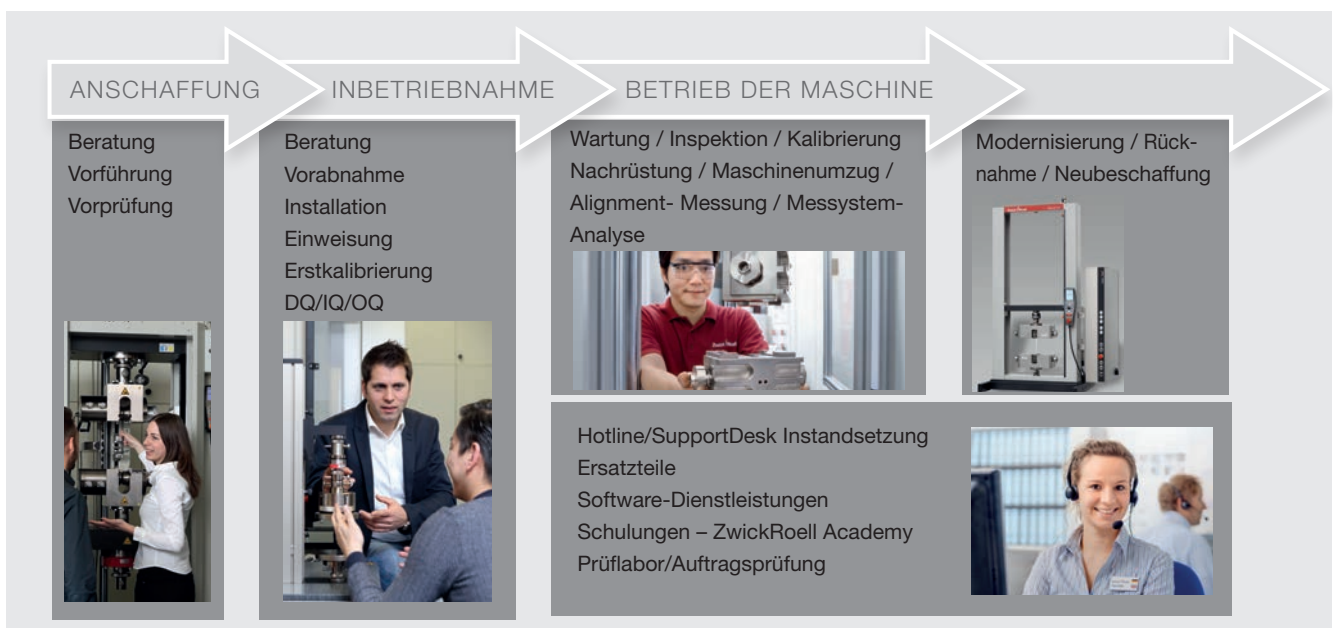 ANSCHAFFUNG
INBETRIEBNAHME
BETRIEB DER MASCHINE
Beratung
Vorführung
Vorprüfung
Beratung
Vorabnahme
Installation
Einweisung
Erstkalibrierung
DQ/IQ/OQ
Wartung / Inspektion / Kalibrierung
Nachrüstung / Maschinenumzug /
Alignment- Messung / Messystem-
Analyse
Modernisierung / Rück-
nahme / Neubeschaffung
Hotline/SupportDesk Instandsetzung
Ersatzteile
Software-Dienstleistungen
Schulungen – ZwickRoell Academy
Prüflabor/Auftragsprüfung